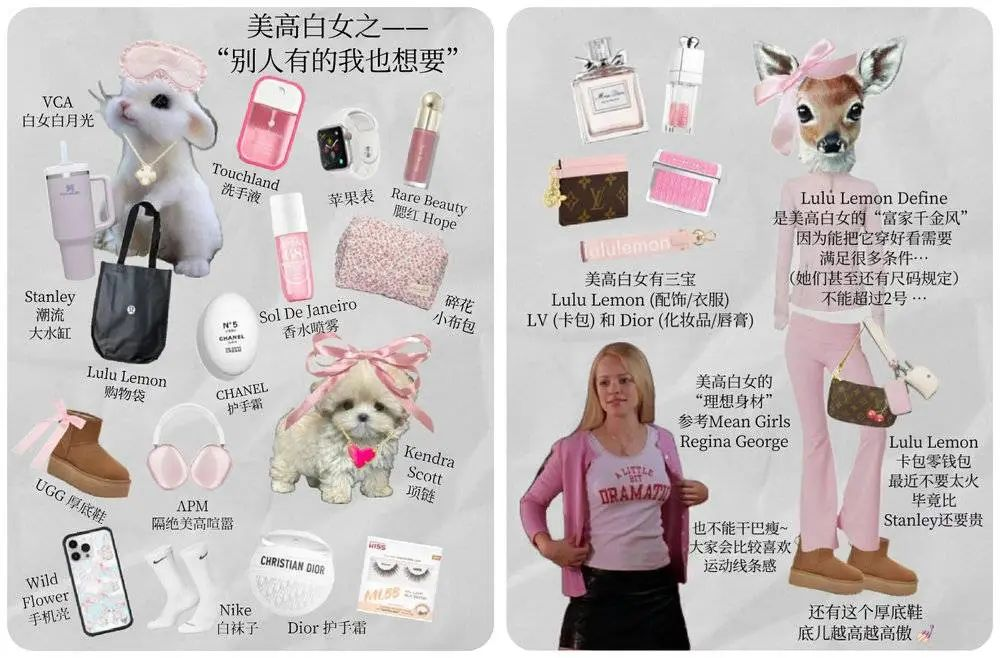 美高白女之——
“别人有的我也想要”
VCA
白女白月光
Touchland
洗手液
苹果表
Rare Beauty
腮红 Hope
Stanley
潮流
大水缸
Lulu Lemon
购物袋
N°5
CHANEL
CHANEL
护手霜
68
Sol De Janeiro
香水喷雾
碎花
小布包
UGG 厚底鞋
APM
隔绝美高喧嚣
Kendra
Scott
项链
Wild
Flower
手机壳
Nike
白袜子
CHRISTIAN DIOR
Dior 护手霜
KISS
Miss Dior
LV
lululemon
美高白女有三宝
Lulu Lemon (配饰/衣服)
LV (卡包) 和 Dior (化妆品/唇膏)
Lulu Lemon Define
是美高白女的“富家千金风”
因为能把它穿好看需要
满足很多条件…
(她们甚至还有尺码规定)
不能超过2号 …
美高白女的
“理想身材”
参考Mean Girls
Regina George
A LITTLE
BIT
DRAMATIC
也不能干巴瘦~
大家会比较喜欢
运动线条感
Lulu Lemon
卡包零钱包
最近不要太火
毕竟比
Stanley还要贵
还有这个厚底鞋
底儿越高越高傲 💅